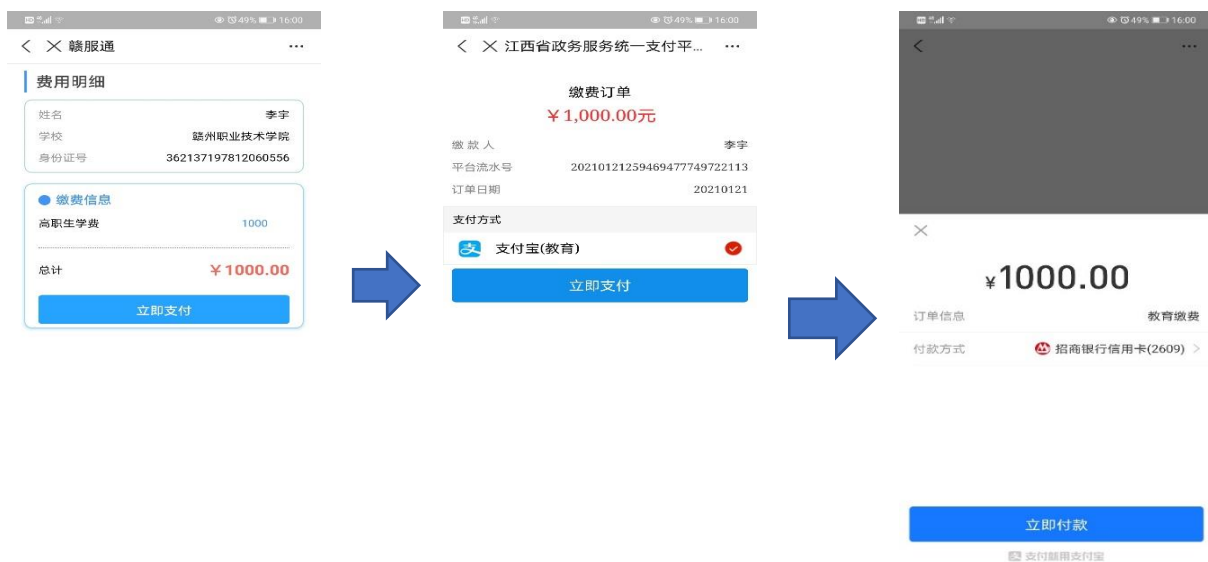 49% 16:00
赣服通
费用明细
姓名 李宇
学校 赣州职业技术学院
身份证号 362137197812060556
缴费信息
高职生学费 1000
总计 ¥1000.00
立即支付
49% 16:00
江西省政务服务统一支付平...
缴费订单
¥1,000.00元
缴款人 李宇
平台流水号 20210121259469477749722113
订单日期 20210121
支付方式
支 支付宝(教育)
立即支付
49% 16:00
¥1000.00
订单信息 教育缴费
付款方式 招商银行信用卡(2609)
立即付款
支付就用支付宝